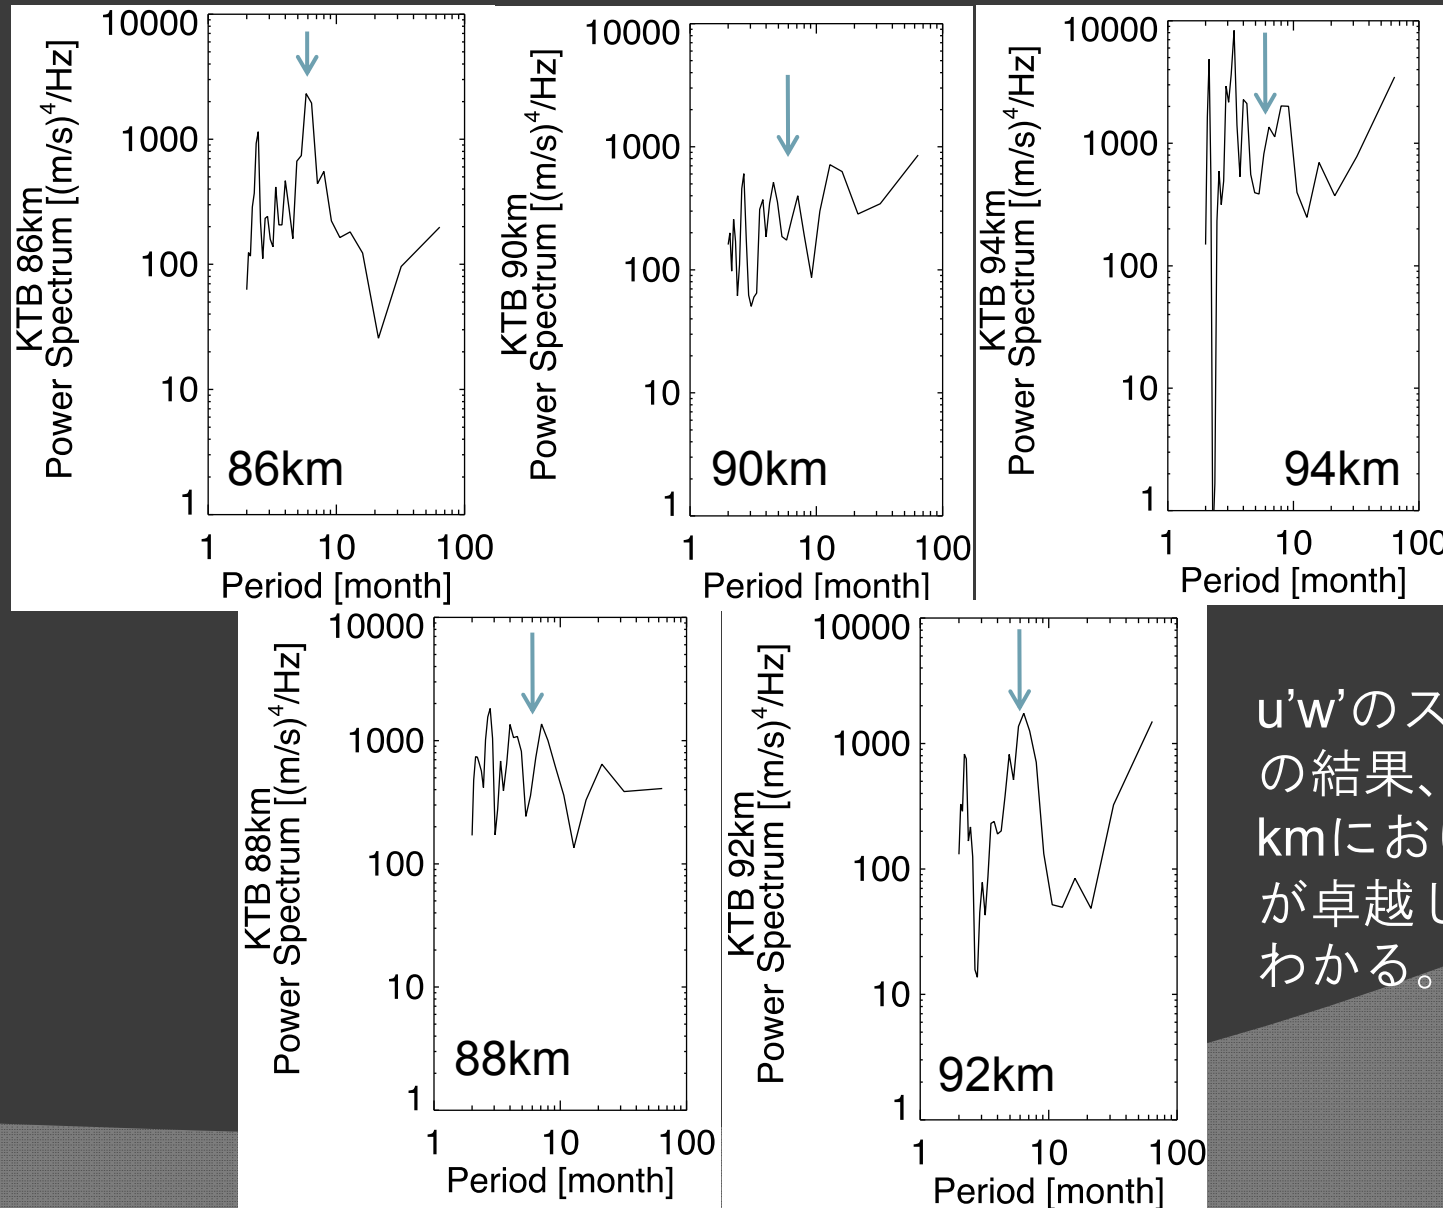 10000
1000
100
10
1
KTB 86km
Power Spectrum [(m/s)⁴/Hz]
86km
1 10 100
Period [month]
10000
1000
100
10
1
KTB 90km
Power Spectrum [(m/s)⁴/Hz]
90km
1 10 100
Period [month]
10000
1000
100
10
1
KTB 94km
Power Spectrum [(m/s)⁴/Hz]
94km
1 10 100
Period [month]
10000
1000
100
10
1
KTB 88km
Power Spectrum [(m/s)⁴/Hz]
88km
1 10 100
Period [month]
10000
1000
100
10
1
KTB 92km
Power Spectrum [(m/s)⁴/Hz]
92km
1 10 100
Period [month]
u’w’のス
の結果、
kmにお
が卓越し
わかる。